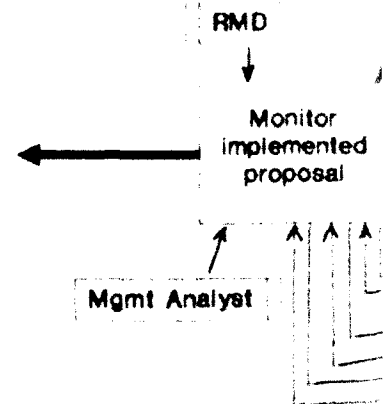 RMD
Monitor
implemented
proposal
Mgmt Analyst